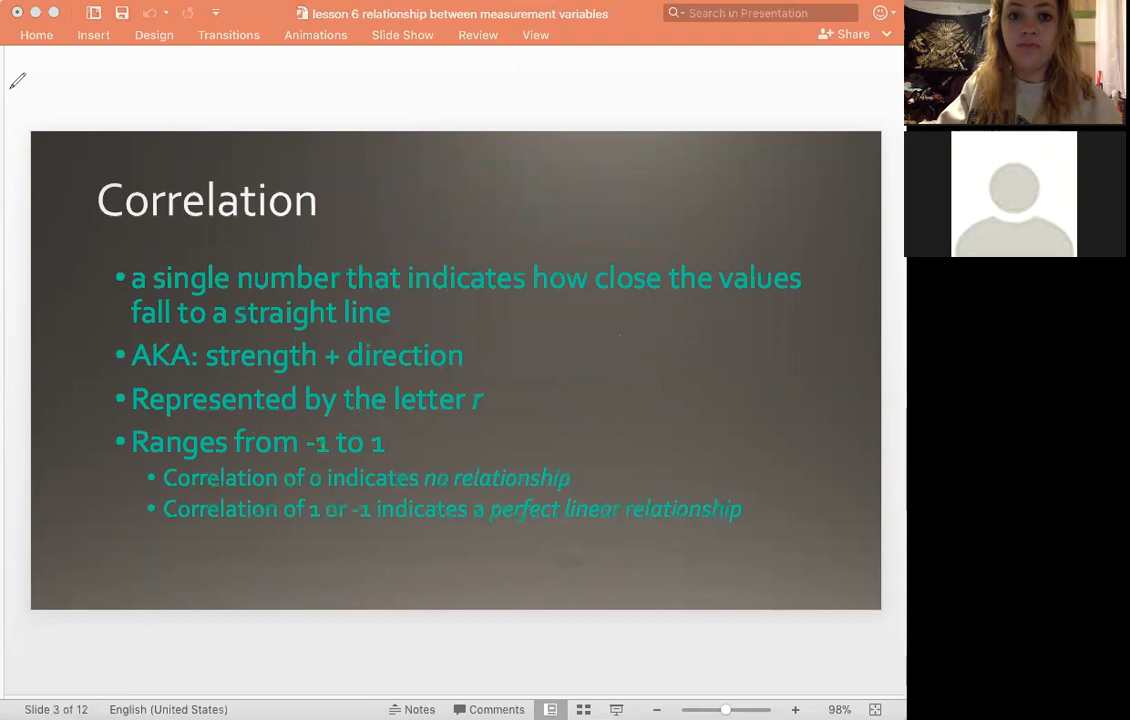 lesson 6 relationship between measurement variables
Search in Presentation
Home Insert Design Transitions Animations Slide Show Review View
Share
Correlation
• a single number that indicates how close the values
fall to a straight line
• AKA: strength + direction
• Represented by the letter r
• Ranges from -1 to 1
• Correlation of 0 indicates no relationship
• Correlation of 1 or -1 indicates a perfect linear relationship
Slide 3 of 12 English (United States) Notes Comments 98%